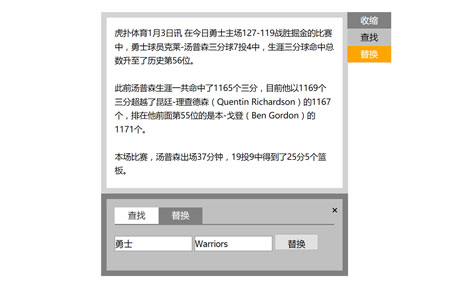 虎扑体育1月3日讯 在今日勇士主场127-119战胜掘金的比赛
中，勇士球员克莱-汤普森三分球7投4中，生涯三分球命中总
数升至了历史第56位。
此前汤普森生涯一共命中了1165个三分，目前他以1169个
三分超越了昆廷-理查德森（Quentin Richardson）的1167
个，排在他前面第55位的是本-戈登（Ben Gordon）的
1171个。
本场比赛，汤普森出场37分钟，19投9中得到了25分5个篮
板。
收缩
查找
替换
查找 替换 ×
勇士 Warriors 替换